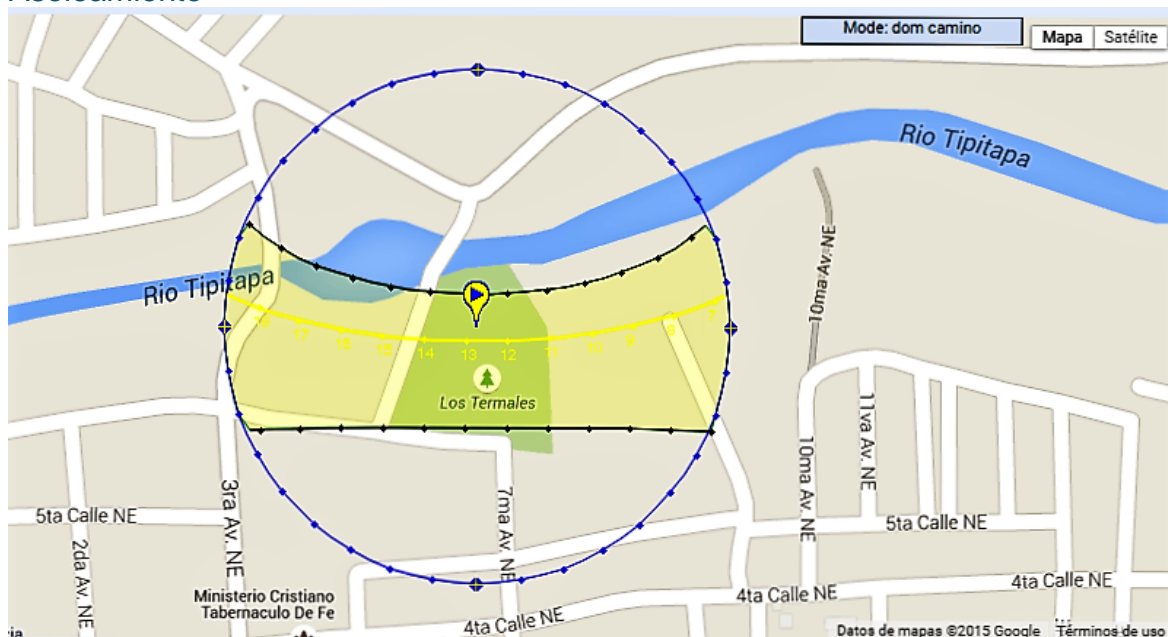 Asoleamiento
Mode: dom camino
Mapa
Satélite
Rio Tipitapa
Rio Tipitapa
10ma Av. NE
18
17
16
15
14
13
12
11
10
9
8
7
Los Termales
11va Av. NE
3ra Av. NE
7ma Av. NE
10ma Av. NE
5ta Calle NE
5ta Calle NE
2da Av. NE
4ta Calle NE
4ta Calle NE
Ministerio Cristiano
Tabernaculo De Fe
4ta Calle NE
Datos de mapas ©2015 Google
Términos de uso